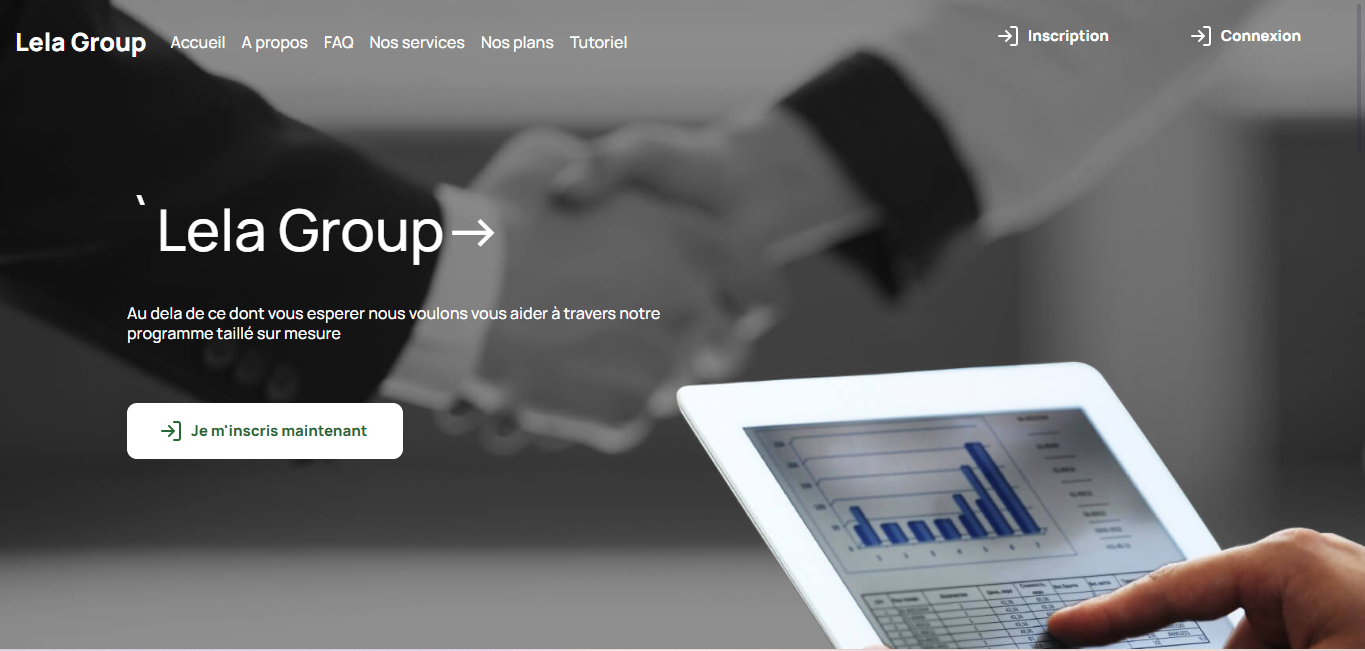 Lela Group Accueil A propos FAQ Nos services Nos plans Tutoriel Inscription Connexion
`Lela Group→
Au dela de ce dont vous esperer nous voulons vous aider à travers notre
programme taillé sur mesure
Je m'inscris maintenant